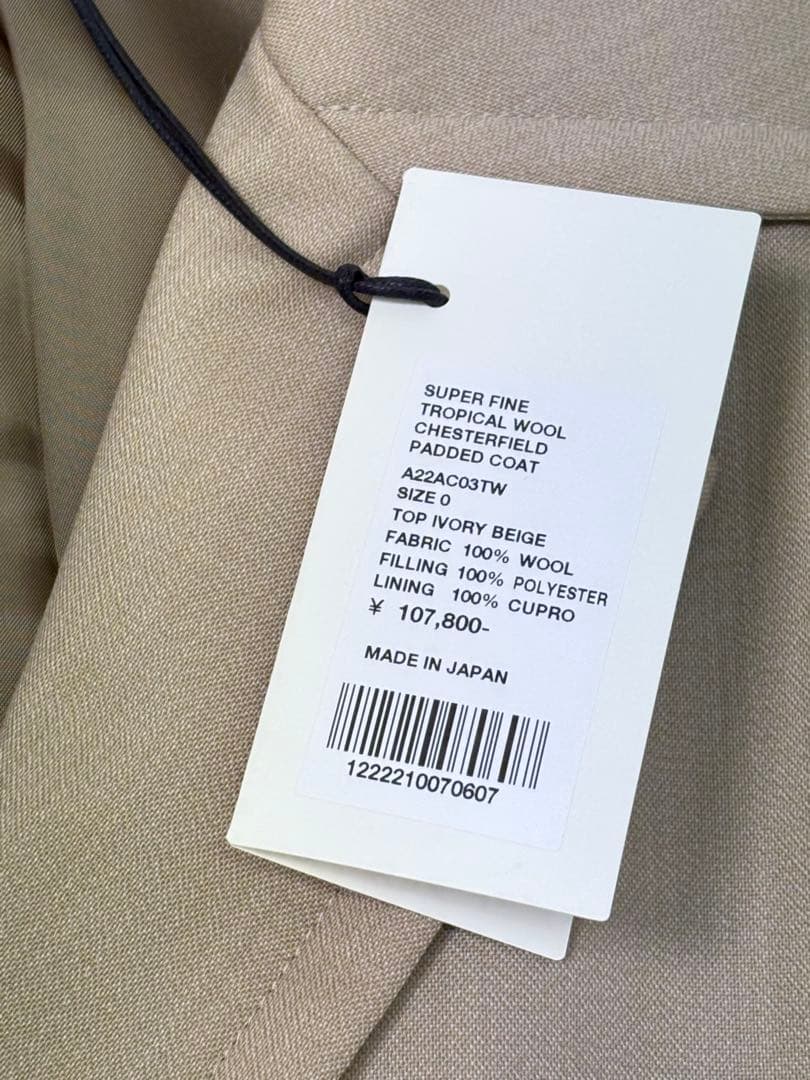 SUPER FINE
TROPICAL WOOL
CHESTERFIELD
PADDED COAT
A22AC03TW
SIZE 0
TOP IVORY BEIGE
FABRIC 100% WOOL
FILLING 100% POLYESTER
LINING 100% CUPRO
¥ 107,800-
MADE IN JAPAN
1222210070607